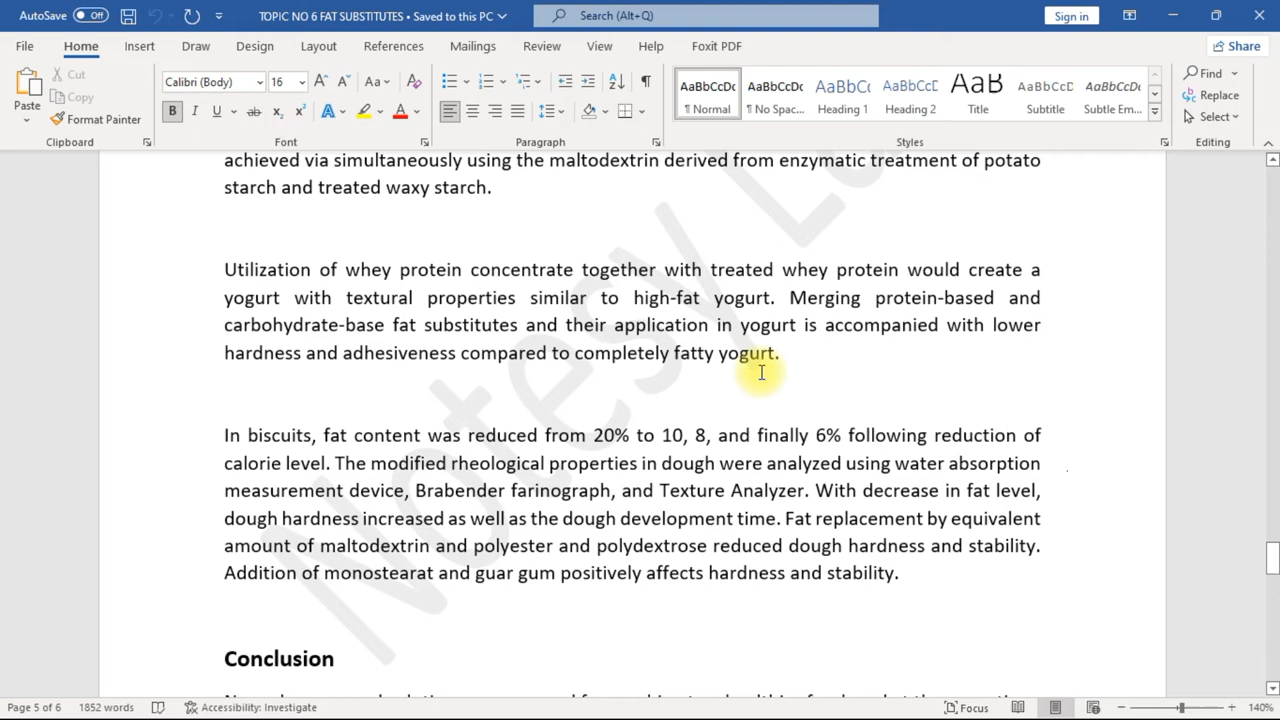 AutoSave Off TOPIC NO 6 FAT SUBSTITUTES • Saved to this PC Search (Alt+Q) Sign in
File Home Insert Draw Design Layout References Mailings Review View Help Foxit PDF Share
Paste Cut Copy Format Painter
Clipboard
Calibri (Body) 16
Font
Paragraph
AaBbCcDc AaBbCcDc AaBbCc AaBbCcD AaB AaBbCcD AaBbCcDc
¶ Normal ¶ No Spac... Heading 1 Heading 2 Title Subtitle Subtle Em...
Styles
Find
Replace
Select
Editing
achieved via simultaneously using the maltodextrin derived from enzymatic treatment of potato
starch and treated waxy starch.
Utilization of whey protein concentrate together with treated whey protein would create a
yogurt with textural properties similar to high-fat yogurt. Merging protein-based and
carbohydrate-base fat substitutes and their application in yogurt is accompanied with lower
hardness and adhesiveness compared to completely fatty yogurt.
In biscuits, fat content was reduced from 20% to 10, 8, and finally 6% following reduction of
calorie level. The modified rheological properties in dough were analyzed using water absorption
measurement device, Brabender farinograph, and Texture Analyzer. With decrease in fat level,
dough hardness increased as well as the dough development time. Fat replacement by equivalent
amount of maltodextrin and polyester and polydextrose reduced dough hardness and stability.
Addition of monostearat and guar gum positively affects hardness and stability.
Conclusion
Notesy
Page 5 of 6 1852 words Accessibility: Investigate Focus 140%